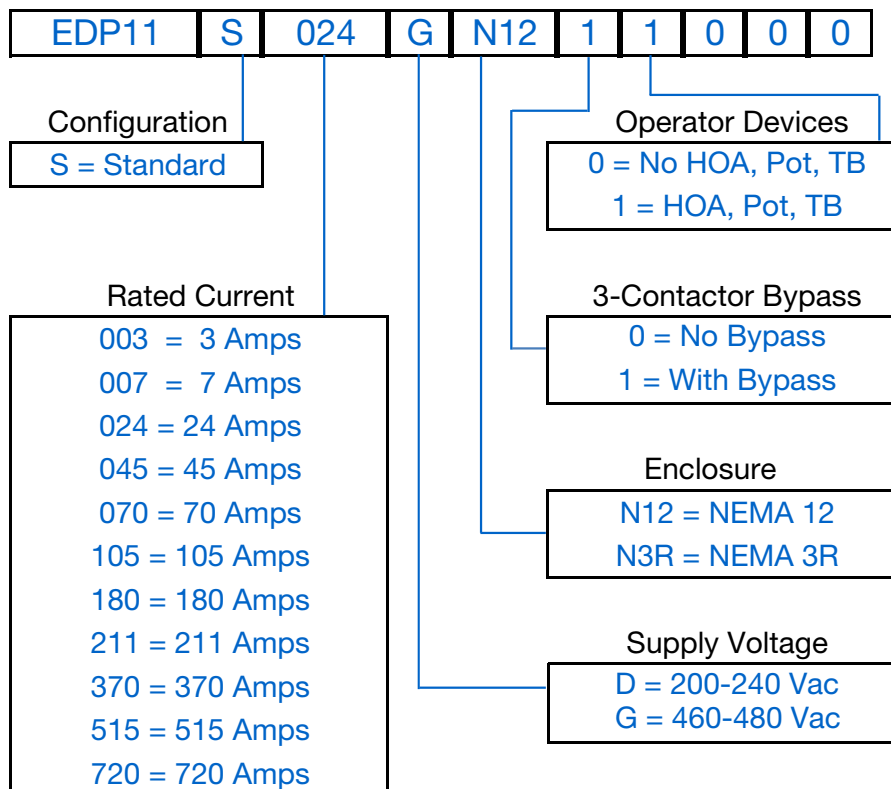 EDP11 S 024 G N12 1 1 0 0 0
Configuration
S = Standard
Rated Current
003 = 3 Amps
007 = 7 Amps
024 = 24 Amps
045 = 45 Amps
070 = 70 Amps
105 = 105 Amps
180 = 180 Amps
211 = 211 Amps
370 = 370 Amps
515 = 515 Amps
720 = 720 Amps
Operator Devices
0 = No HOA, Pot, TB
1 = HOA, Pot, TB
3-Contactor Bypass
0 = No Bypass
1 = With Bypass
Enclosure
N12 = NEMA 12
N3R = NEMA 3R
Supply Voltage
D = 200-240 Vac
G = 460-480 Vac